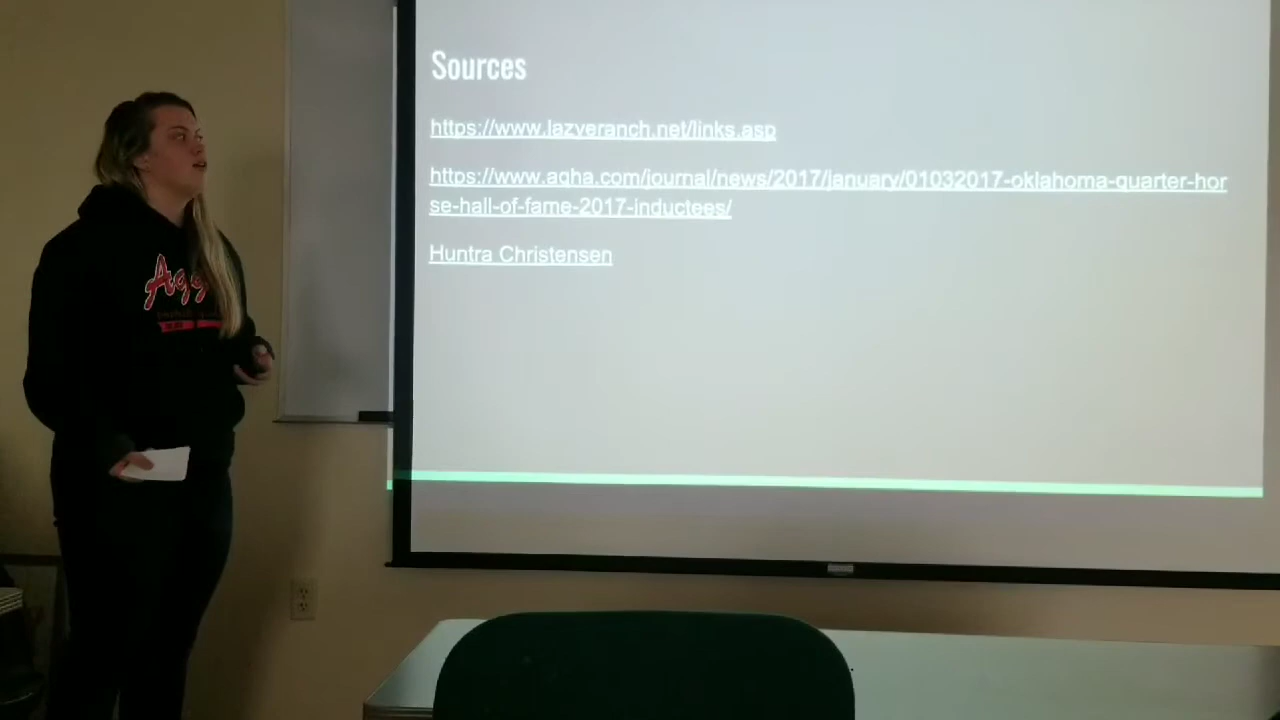 Sources
https://www.lazyeranch.net/links.asp
https://www.aqha.com/journal/news/2017/january/01032017-oklahoma-quarter-hor
se-hall-of-fame-2017-inductees/
Huntra Christensen